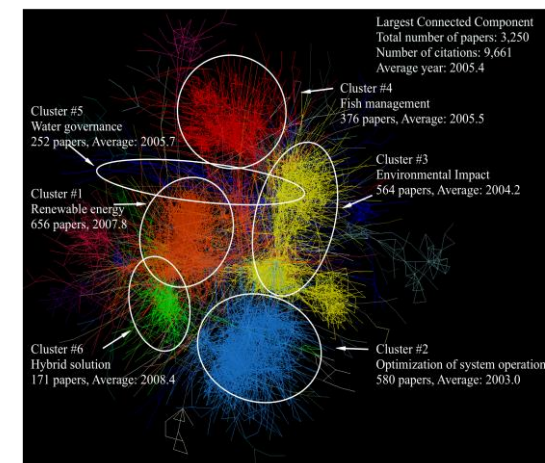 Largest Connected Component
Total number of papers: 3,250
Number of citations: 9,661
Average year: 2005.4
Cluster #4
Fish management
376 papers, Average: 2005.5
Cluster #5
Water governance
252 papers, Average: 2005.7
Cluster #3
Environmental Impact
564 papers, Average: 2004.2
Cluster #1
Renewable energy
656 papers, 2007.8
Cluster #6
Hybrid solution
171 papers, Average: 2008.4
Cluster #2
Optimization of system operation
580 papers, Average: 2003.0